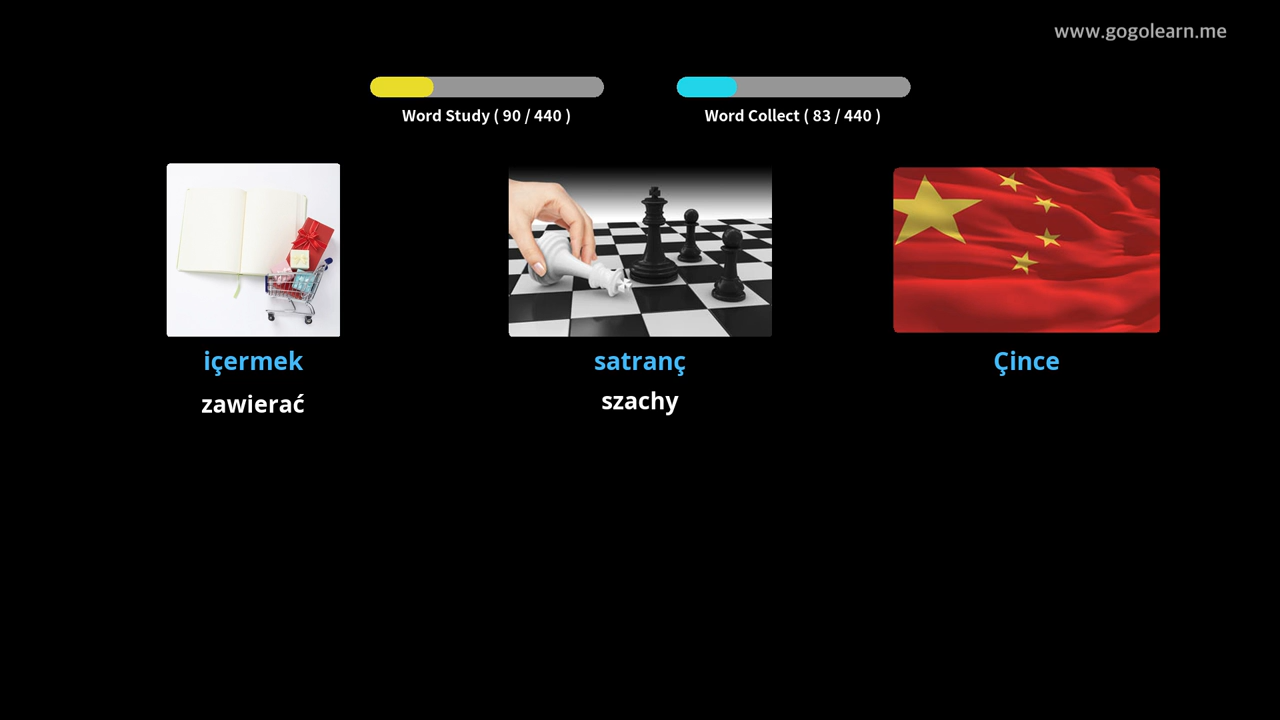 www.gogolearn.me
Word Study ( 90 / 440 )
Word Collect ( 83 / 440 )
içermek
zawierać
satranç
szachy
Çince